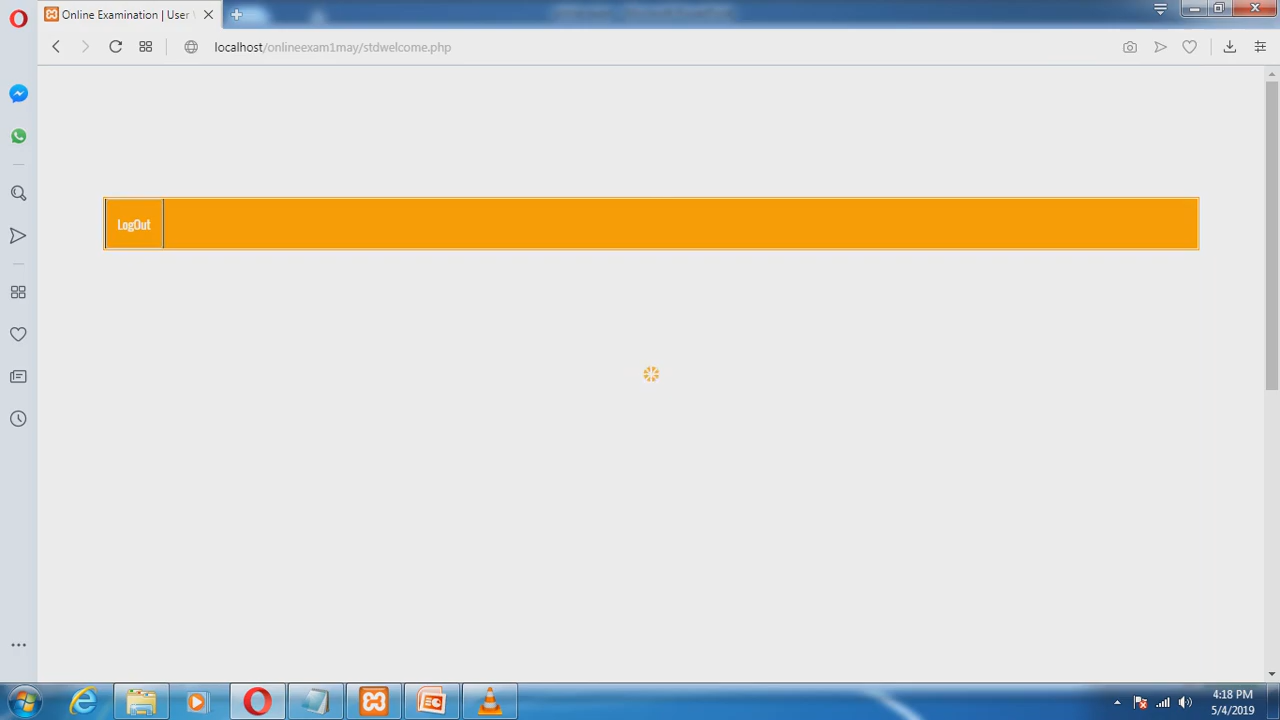 Online Examination | User
localhost/onlineexam1may/stdwelcome.php
LogOut
4:18 PM
5/4/2019